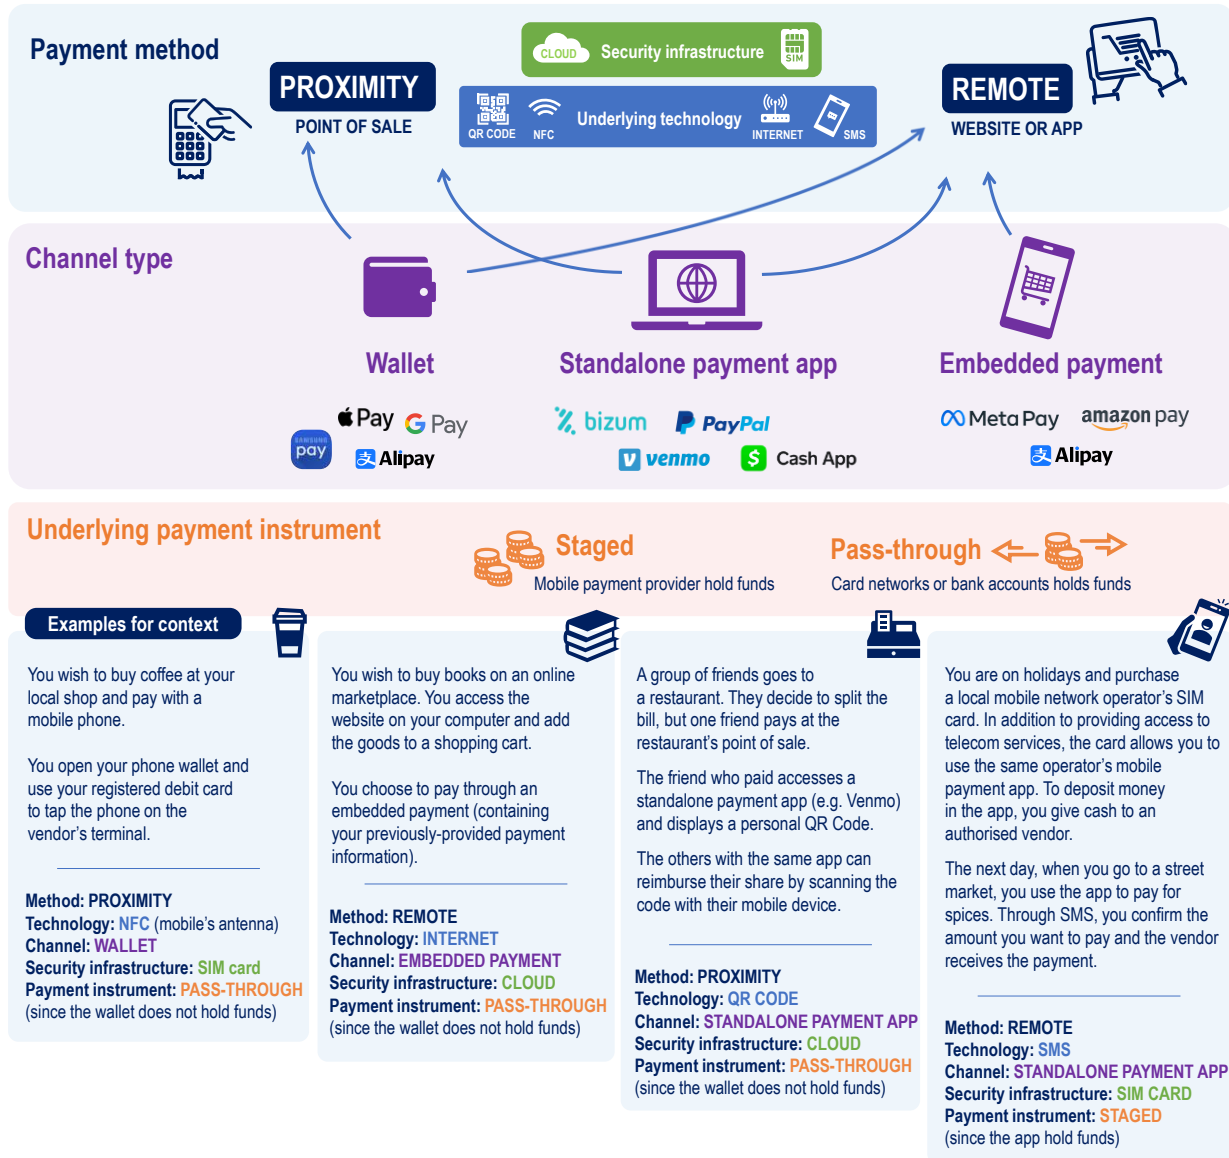 Payment method
CLOUD Security infrastructure SIM
PROXIMITY
POINT OF SALE
QR CODE NFC Underlying technology INTERNET SMS
REMOTE
WEBSITE OR APP
Channel type
Wallet
Standalone payment app
Embedded payment
Pay G Pay
SAMSUNG
pay
支 Alipay
bizum PayPal
venmo $ Cash App
Meta Pay amazon pay
支 Alipay
Underlying payment instrument
Staged
Mobile payment provider hold funds
Pass-through
Card networks or bank accounts holds funds
Examples for context
You wish to buy coffee at your
local shop and pay with a
mobile phone.
You open your phone wallet and
use your registered debit card
to tap the phone on the
vendor's terminal.
Method: PROXIMITY
Technology: NFC (mobile's antenna)
Channel: WALLET
Security infrastructure: SIM card
Payment instrument: PASS-THROUGH
(since the wallet does not hold funds)
You wish to buy books on an online
marketplace. You access the
website on your computer and add
the goods to a shopping cart.
You choose to pay through an
embedded payment (containing
your previously-provided payment
information).
Method: REMOTE
Technology: INTERNET
Channel: EMBEDDED PAYMENT
Security infrastructure: CLOUD
Payment instrument: PASS-THROUGH
(since the wallet does not hold funds)
A group of friends goes to
a restaurant. They decide to split the
bill, but one friend pays at the
restaurant's point of sale.
The friend who paid accesses a
standalone payment app (e.g. Venmo)
and displays a personal QR Code.
The others with the same app can
reimburse their share by scanning the
code with their mobile device.
Method: PROXIMITY
Technology: QR CODE
Channel: STANDALONE PAYMENT APP
Security infrastructure: CLOUD
Payment instrument: PASS-THROUGH
(since the wallet does not hold funds)
You are on holidays and purchase
a local mobile network operator's SIM
card. In addition to providing access to
telecom services, the card allows you to
use the same operator's mobile
payment app. To deposit money
in the app, you give cash to an
authorised vendor.
The next day, when you go to a street
market, you use the app to pay for
spices. Through SMS, you confirm the
amount you want to pay and the vendor
receives the payment.
Method: REMOTE
Technology: SMS
Channel: STANDALONE PAYMENT APP
Security infrastructure: SIM CARD
Payment instrument: STAGED
(since the app hold funds)